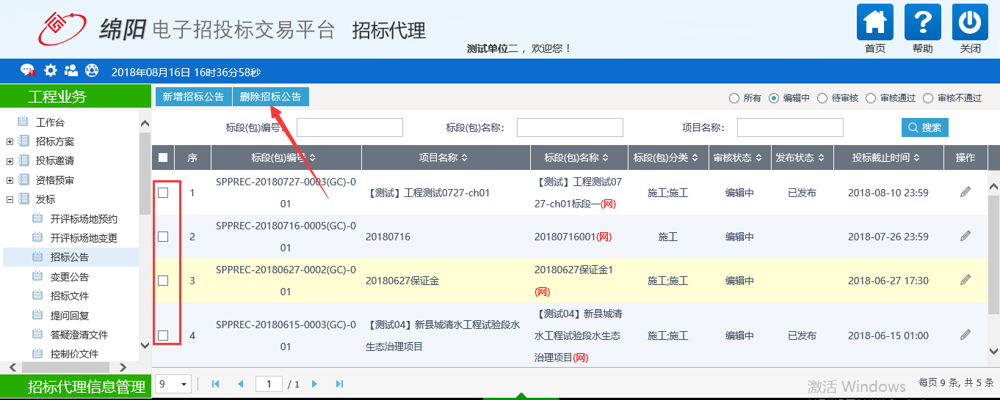 绵阳 电子招投标交易平台 招标代理
测试单位二 ，欢迎您！
首页 帮助 关闭
2018年08月16日 16时36分58秒
工程业务
工作台
招标方案
投标邀请
资格预审
发标
开评标场地预约
开评标场地变更
招标公告
变更公告
招标文件
提问回复
答疑澄清文件
控制价文件
招标代理信息管理
新增招标公告 删除招标公告 所有 编辑中 待审核 审核通过 审核不通过
标段(包)编号： 标段(包)名称： 项目名称： 搜索
序 标段(包)编号 项目名称 标段(包)名称 标段(包)分类 审核状态 发布状态 投标截止时间 操作
SPPREC-20180727-0003(GC)-0 【测试】工程测试07
1 【测试】工程测试0727-ch01 施工;施工 编辑中 已发布 2018-08-10 23:59
01 27-ch01标段一(网)
SPPREC-20180716-0005(GC)-0
2 20180716 20180716001(网) 施工 编辑中 2018-07-26 23:59
01
SPPREC-20180627-0002(GC)-0 20180627保证金1
3 20180627保证金 施工;施工 编辑中 2018-06-27 17:30
01 (网)
【测试04】新县城清
SPPREC-20180615-0003(GC)-0 【测试04】新县城清水工程试验段水
4 水工程试验段水生态 施工;施工 编辑中 已发布 2018-06-15 01:00
01 生态治理项目
治理项目(网)
9 1 / 1 每页 9 条, 共 5 条
激活 Windows